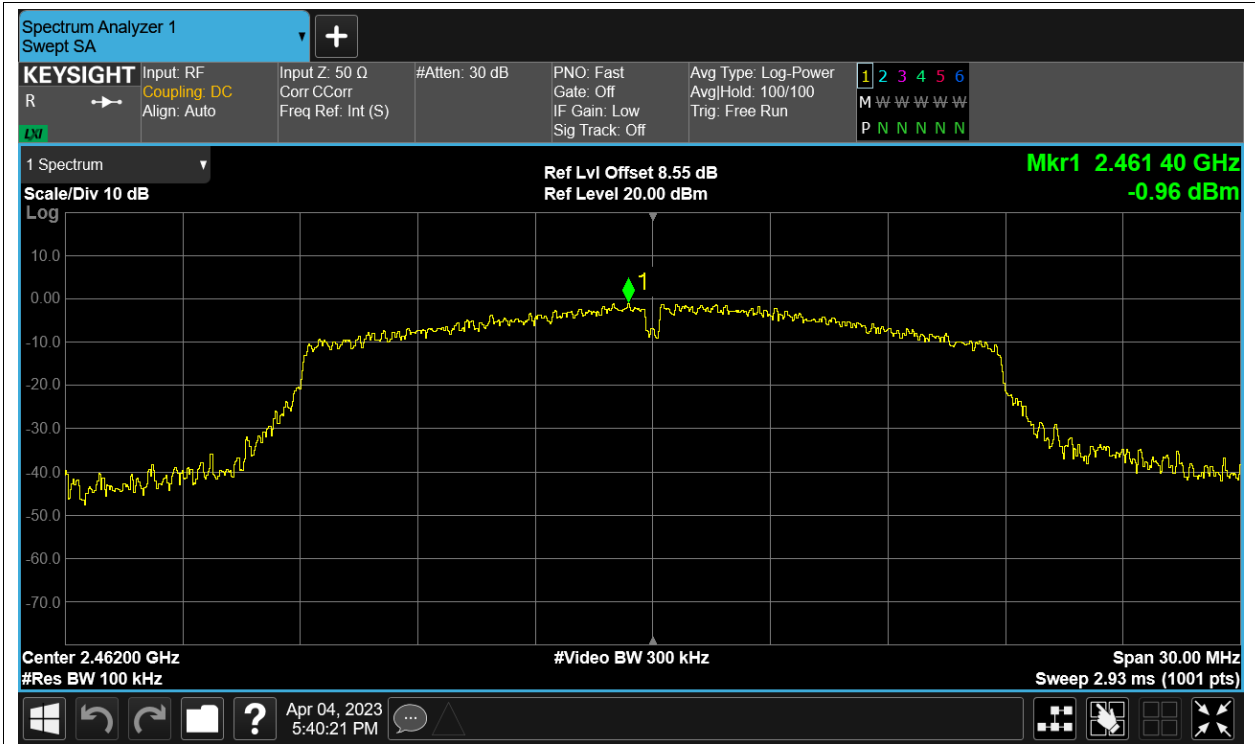 Spectrum Analyzer 1
Swept SA
KEYSIGHT
R
LXI
Input: RF
Coupling: DC
Align: Auto
Input Z: 50 Ω
Corr CCorr
Freq Ref: Int (S)
#Atten: 30 dB
PNO: Fast
Gate: Off
IF Gain: Low
Sig Track: Off
Avg Type: Log-Power
Avg|Hold: 100/100
Trig: Free Run
1 2 3 4 5 6
M W W W W W
P N N N N N
1 Spectrum
Scale/Div 10 dB
Log
Ref Lvl Offset 8.55 dB
Ref Level 20.00 dBm
Mkr1 2.461 40 GHz
-0.96 dBm
1
10.0
0.00
-10.0
-20.0
-30.0
-40.0
-50.0
-60.0
-70.0
Center 2.46200 GHz
#Res BW 100 kHz
#Video BW 300 kHz
Span 30.00 MHz
Sweep 2.93 ms (1001 pts)
?
Apr 04, 2023
5:40:21 PM